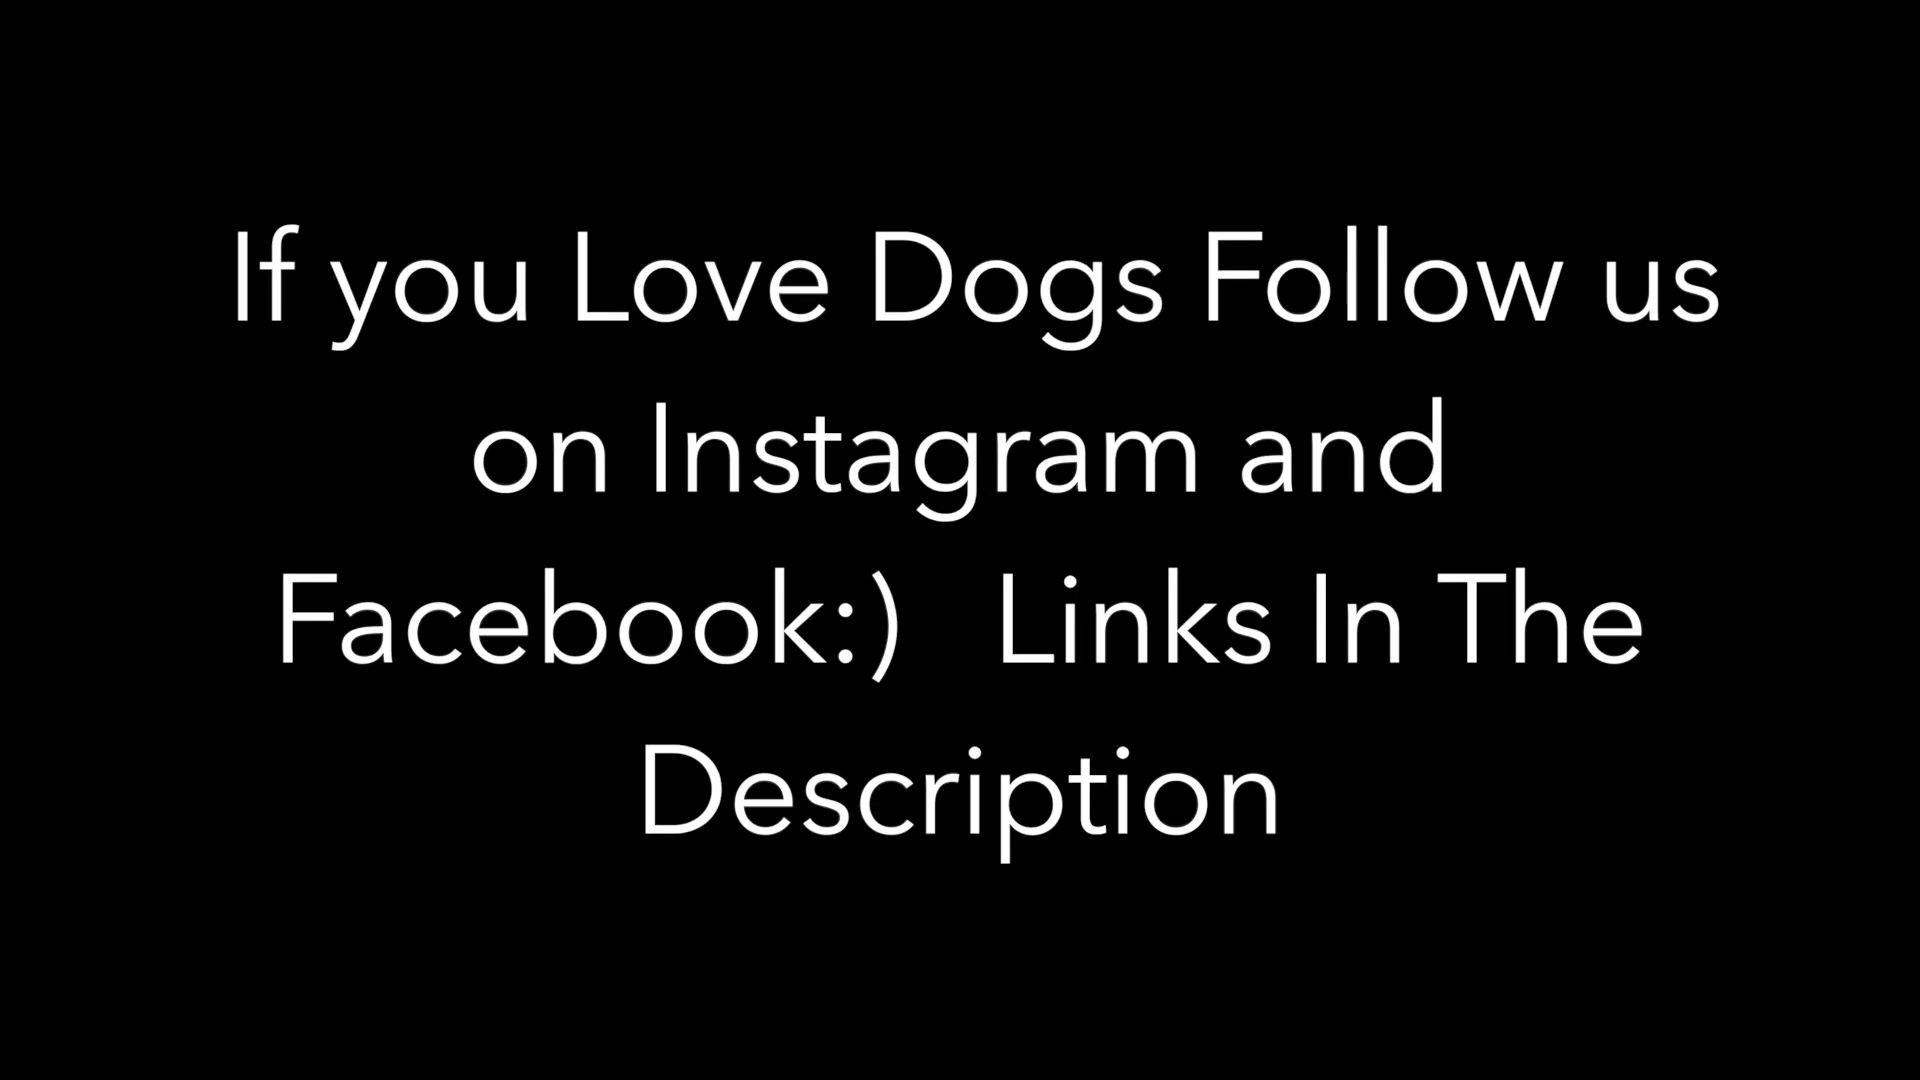 If you Love Dogs Follow us
on Instagram and
Facebook:)   Links In The
Description